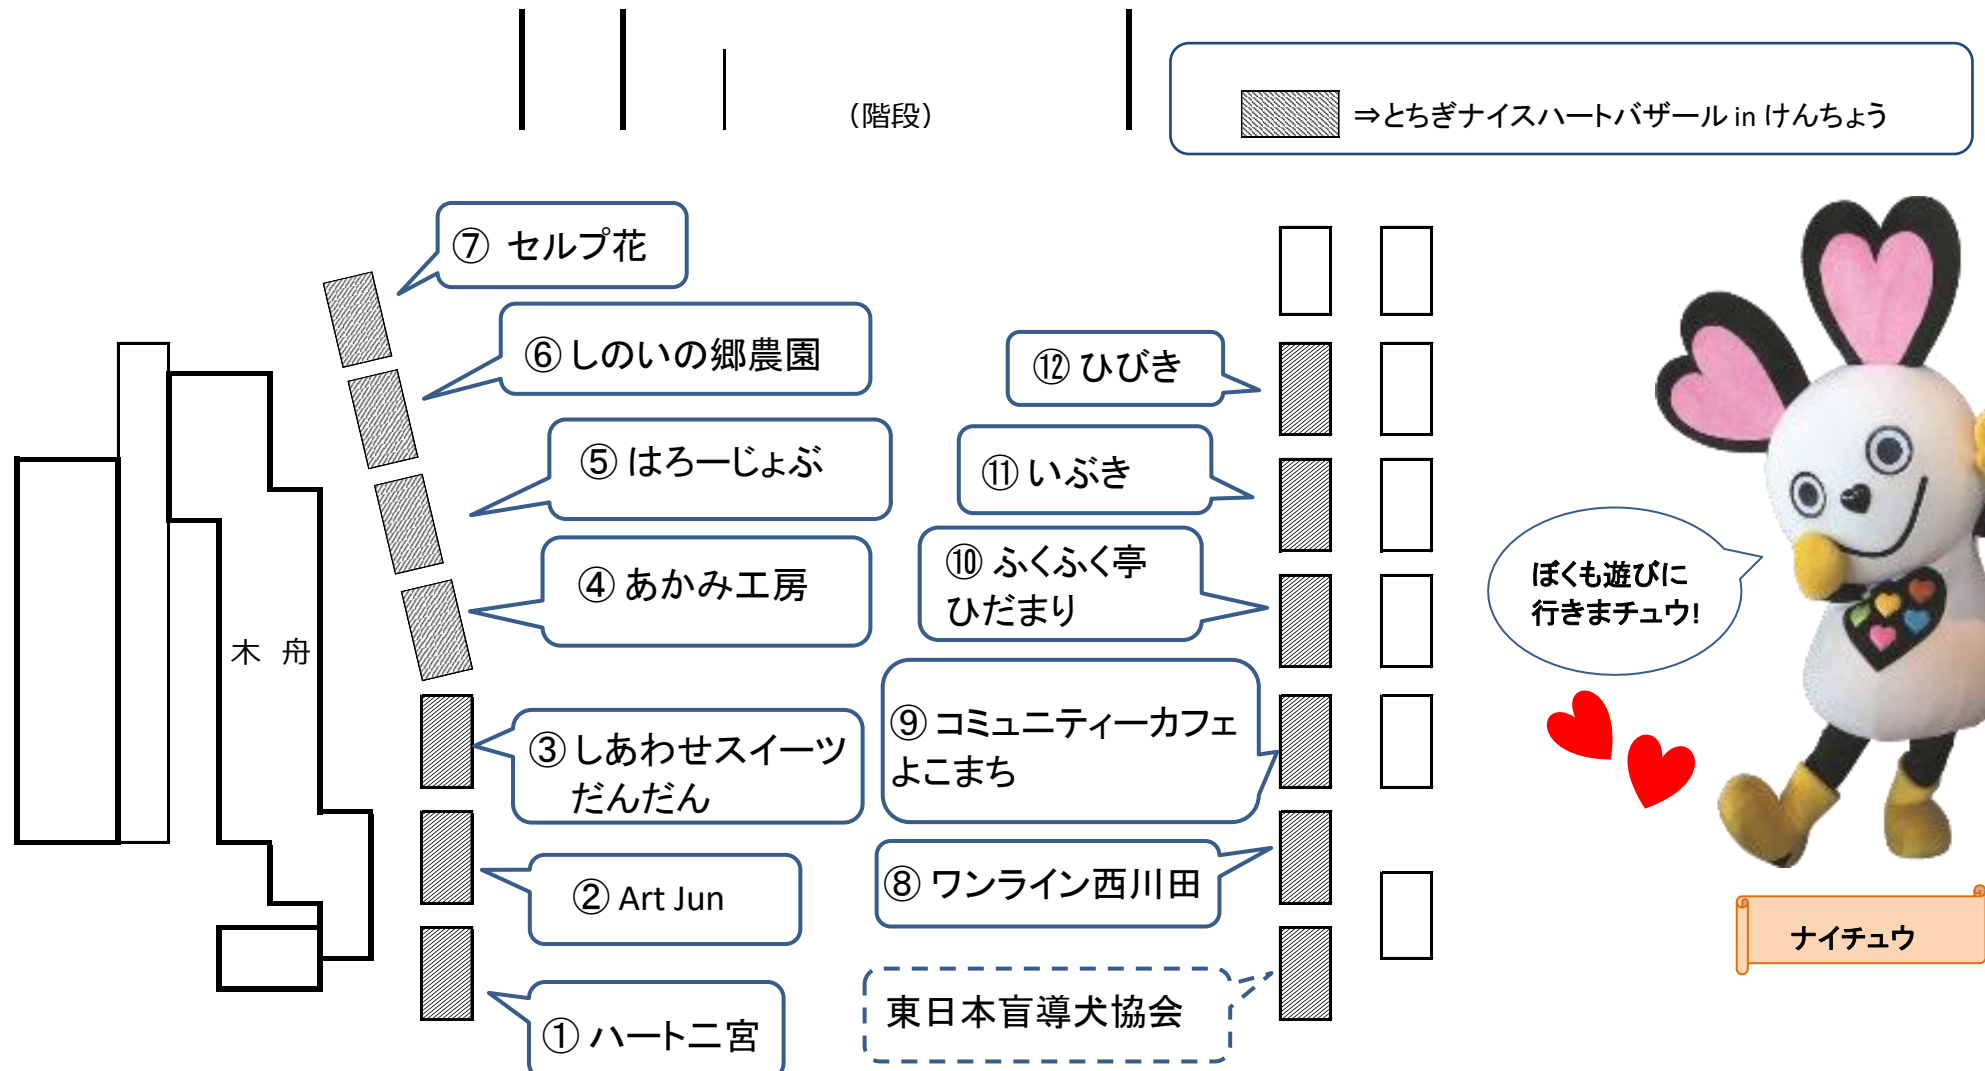 （階段）
⇒とちぎナイスハートバザール in けんちょう
⑦ セルプ花
⑥ しのいの郷農園
⑫ ひびき
⑤ はろーじょぶ
⑪ いぶき
④ あかみ工房
⑩ ふくふく亭
ひだまり
ぼくも遊びに
行きまチュウ!
木 舟
③ しあわせスイーツ
だんだん
⑨ コミュニティーカフェ
よこまち
② Art Jun
⑧ ワンライン西川田
ナイチュウ
① ハート二宮
東日本盲導犬協会